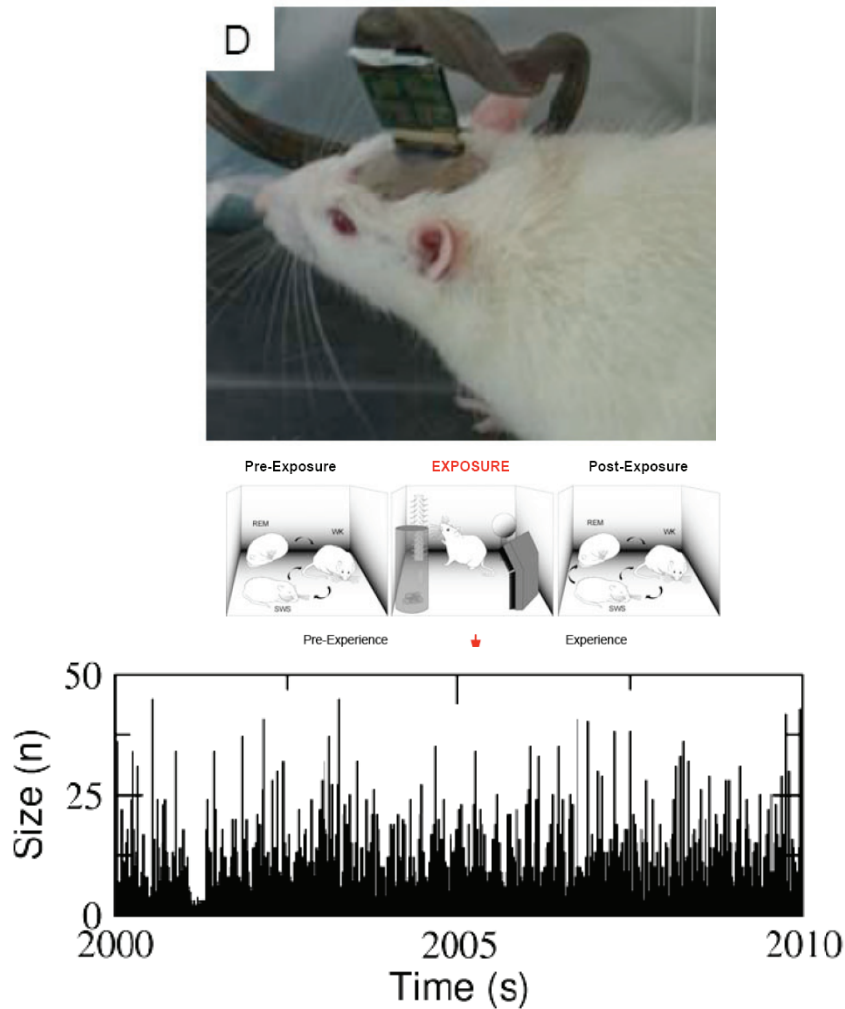 D
Pre-Exposure EXPOSURE Post-Exposure
REM WK SWS
REM WK SWS
Pre-Experience Experience
50
25
0
Size (n)
2000 2005 2010
Time (s)